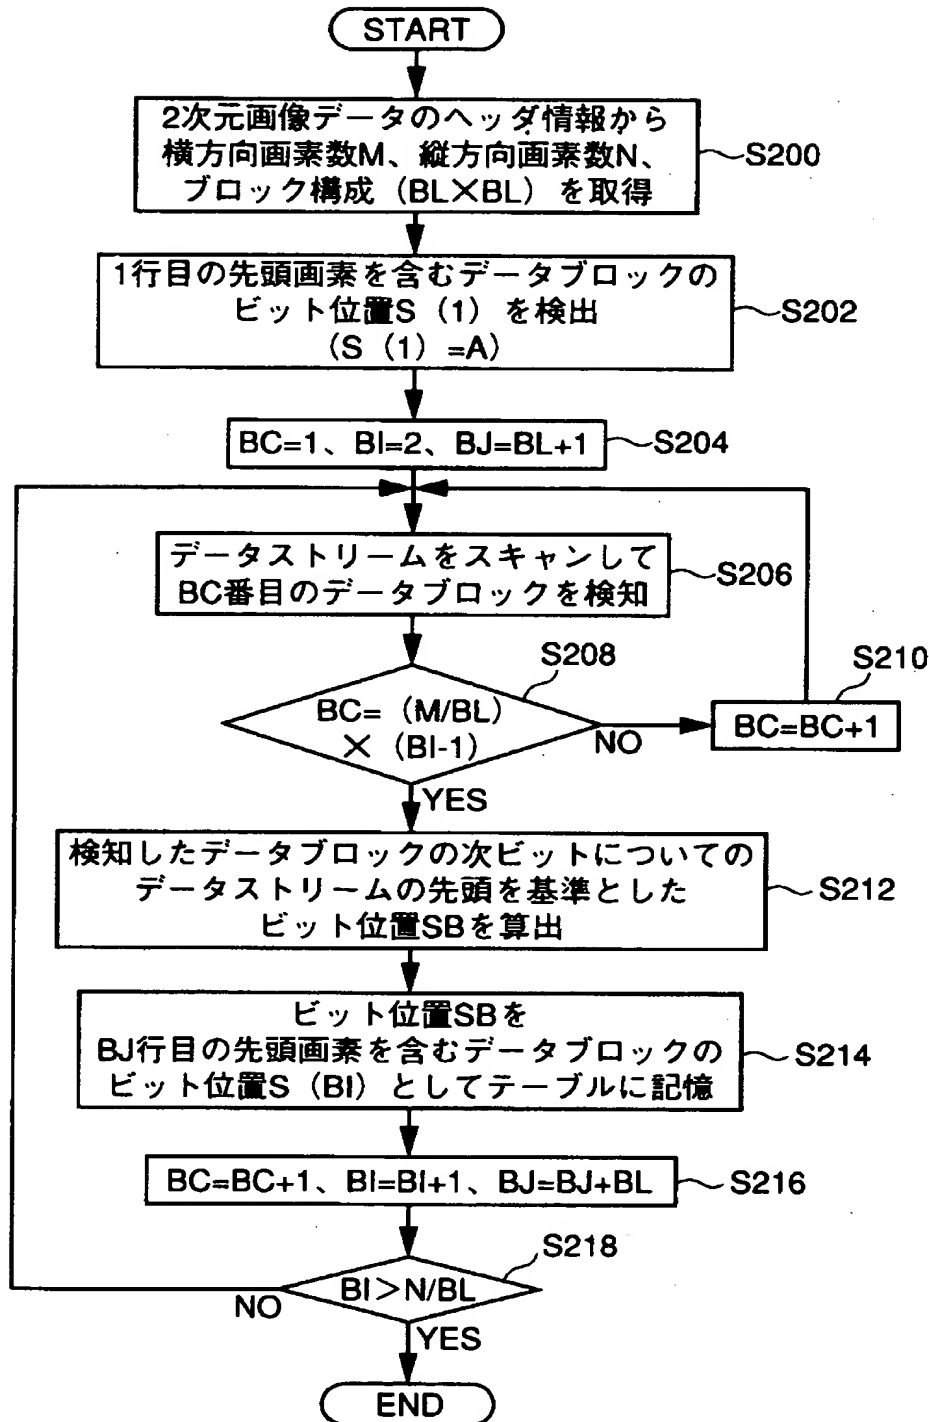 START
2次元画像データのヘッダ情報から
横方向画素数M、縦方向画素数N、
ブロック構成（BL×BL）を取得
S200
1行目の先頭画素を含むデータブロックの
ビット位置S（1）を検出
（S（1）=A）
S202
BC=1、BI=2、BJ=BL+1
S204
データストリームをスキャンして
BC番目のデータブロックを検知
S206
S208
BC=（M/BL）
×（BI-1）
NO
S210
BC=BC+1
YES
検知したデータブロックの次ビットについての
データストリームの先頭を基準とした
ビット位置SBを算出
S212
ビット位置SBを
BJ行目の先頭画素を含むデータブロックの
ビット位置S（BI）としてテーブルに記憶
S214
BC=BC+1、BI=BI+1、BJ=BJ+BL
S216
S218
BI＞N/BL
NO
YES
END